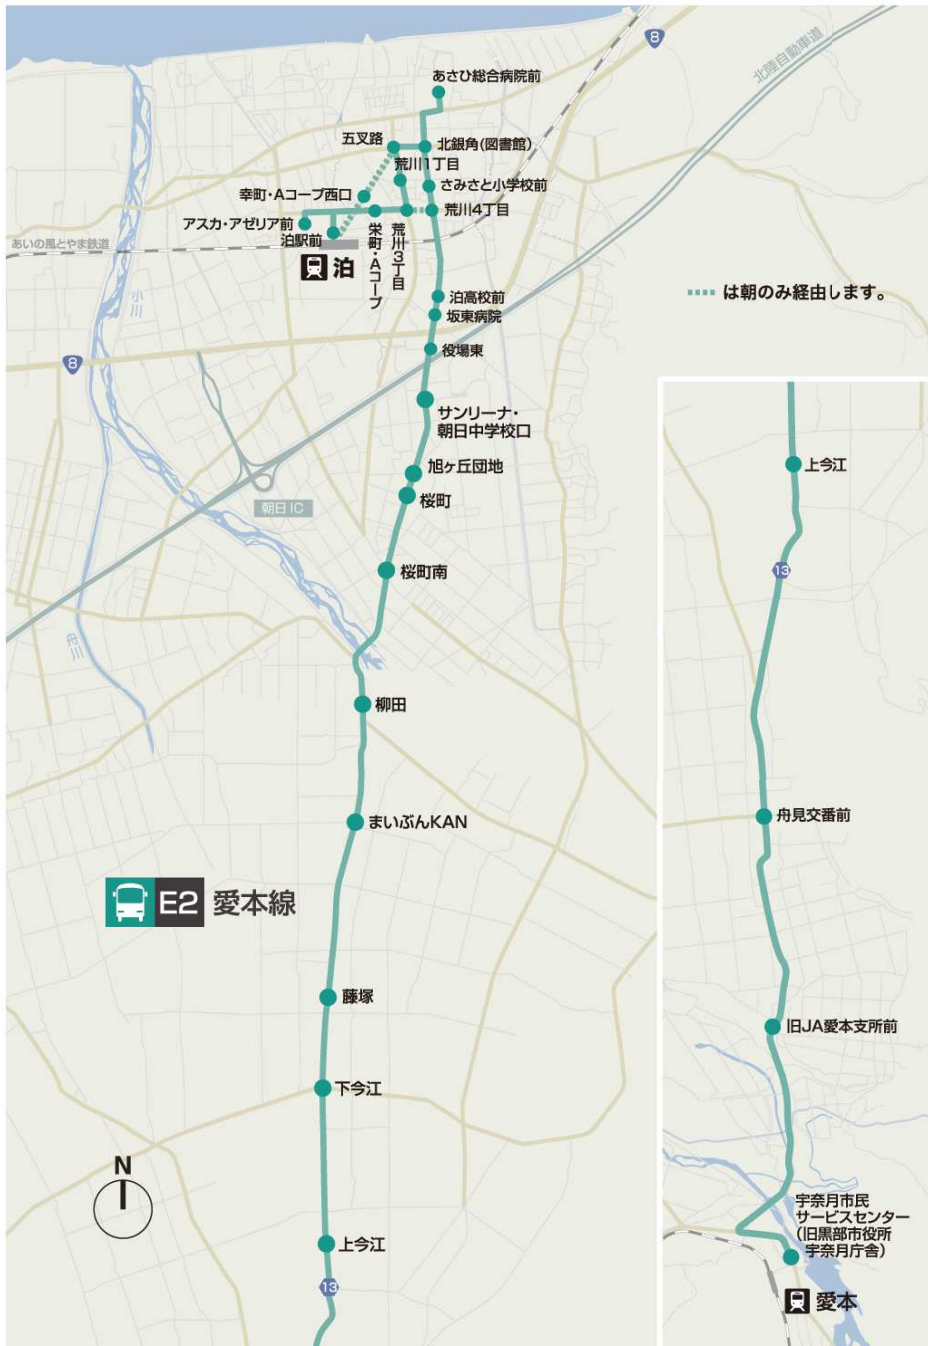 8
北陸自動車道
あさひ総合病院前
五叉路
北銀角(図書館)
荒川1丁目
さみさと小学校前
幸町・Aコープ西口
荒川4丁目
アスカ・アゼリア前
泊駅前
あいの風とやま鉄道
泊
栄町・Aコープ
荒川3丁目
小川
泊高校前
は朝のみ経由します。
坂東病院
役場東
8
サンリーナ・
朝日中学校口
旭ヶ丘団地
桜町
朝日IC
桜町南
舟川
柳田
まいぶんKAN
E2 愛本線
藤塚
下今江
N
上今江
13
上今江
13
舟見交番前
旧JA愛本支所前
宇奈月市民
サービスセンター
(旧黒部市役所
宇奈月庁舎)
愛本